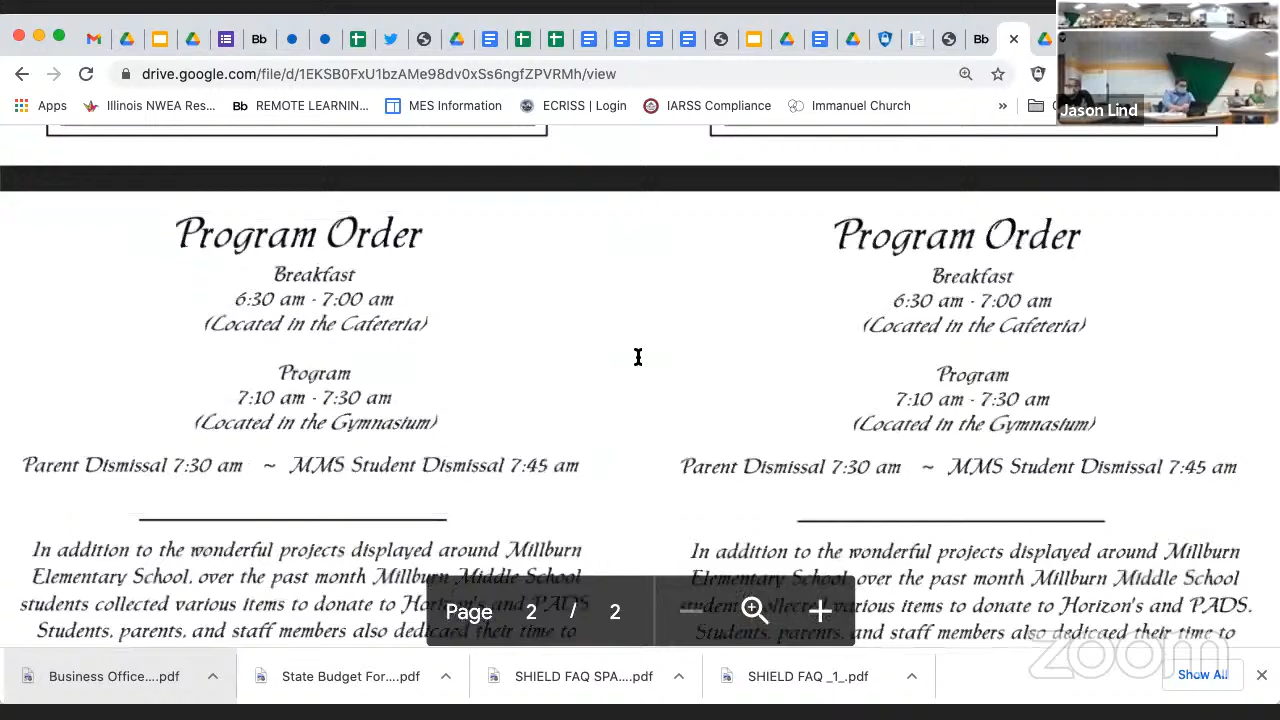 drive.google.com/file/d/1EKSB0FxU1bzAMe98dv0xSs6ngfZPVRMh/view
Apps Illinois NWEA Res... Bb REMOTE LEARNIN... MES Information ECRISS | Login IARSS Compliance Immanuel Church »
Jason Lind
Program Order
Breakfast
6:30 am - 7:00 am
(Located in the Cafeteria)
Program
7:10 am - 7:30 am
(Located in the Gymnasium)
Parent Dismissal 7:30 am ~ MMS Student Dismissal 7:45 am
In addition to the wonderful projects displayed around Millburn
Elementary School, over the past month Millburn Middle School
students collected various items to donate to Horizon's and PADS
Students, parents, and staff members also dedicaed their time to
Program Order
Breakfast
6:30 am - 7:00 am
(Located in the Cafeteria)
Program
7:10 am - 7:30 am
(Located in the Gymnasium)
Parent Dismissal 7:30 am ~ MMS Student Dismissal 7:45 am
In addition to the wonderful projects displayed around Millburn
Elementary School, over the past month Millburn Middle School
students collected various items to donate to Horizon's and PADS.
Students, parents, and staff members also dedicaed their time to
Page 2 / 2
zoom
Business Office....pdf State Budget For....pdf SHIELD FAQ SPA....pdf SHIELD FAQ _1_.pdf Show All